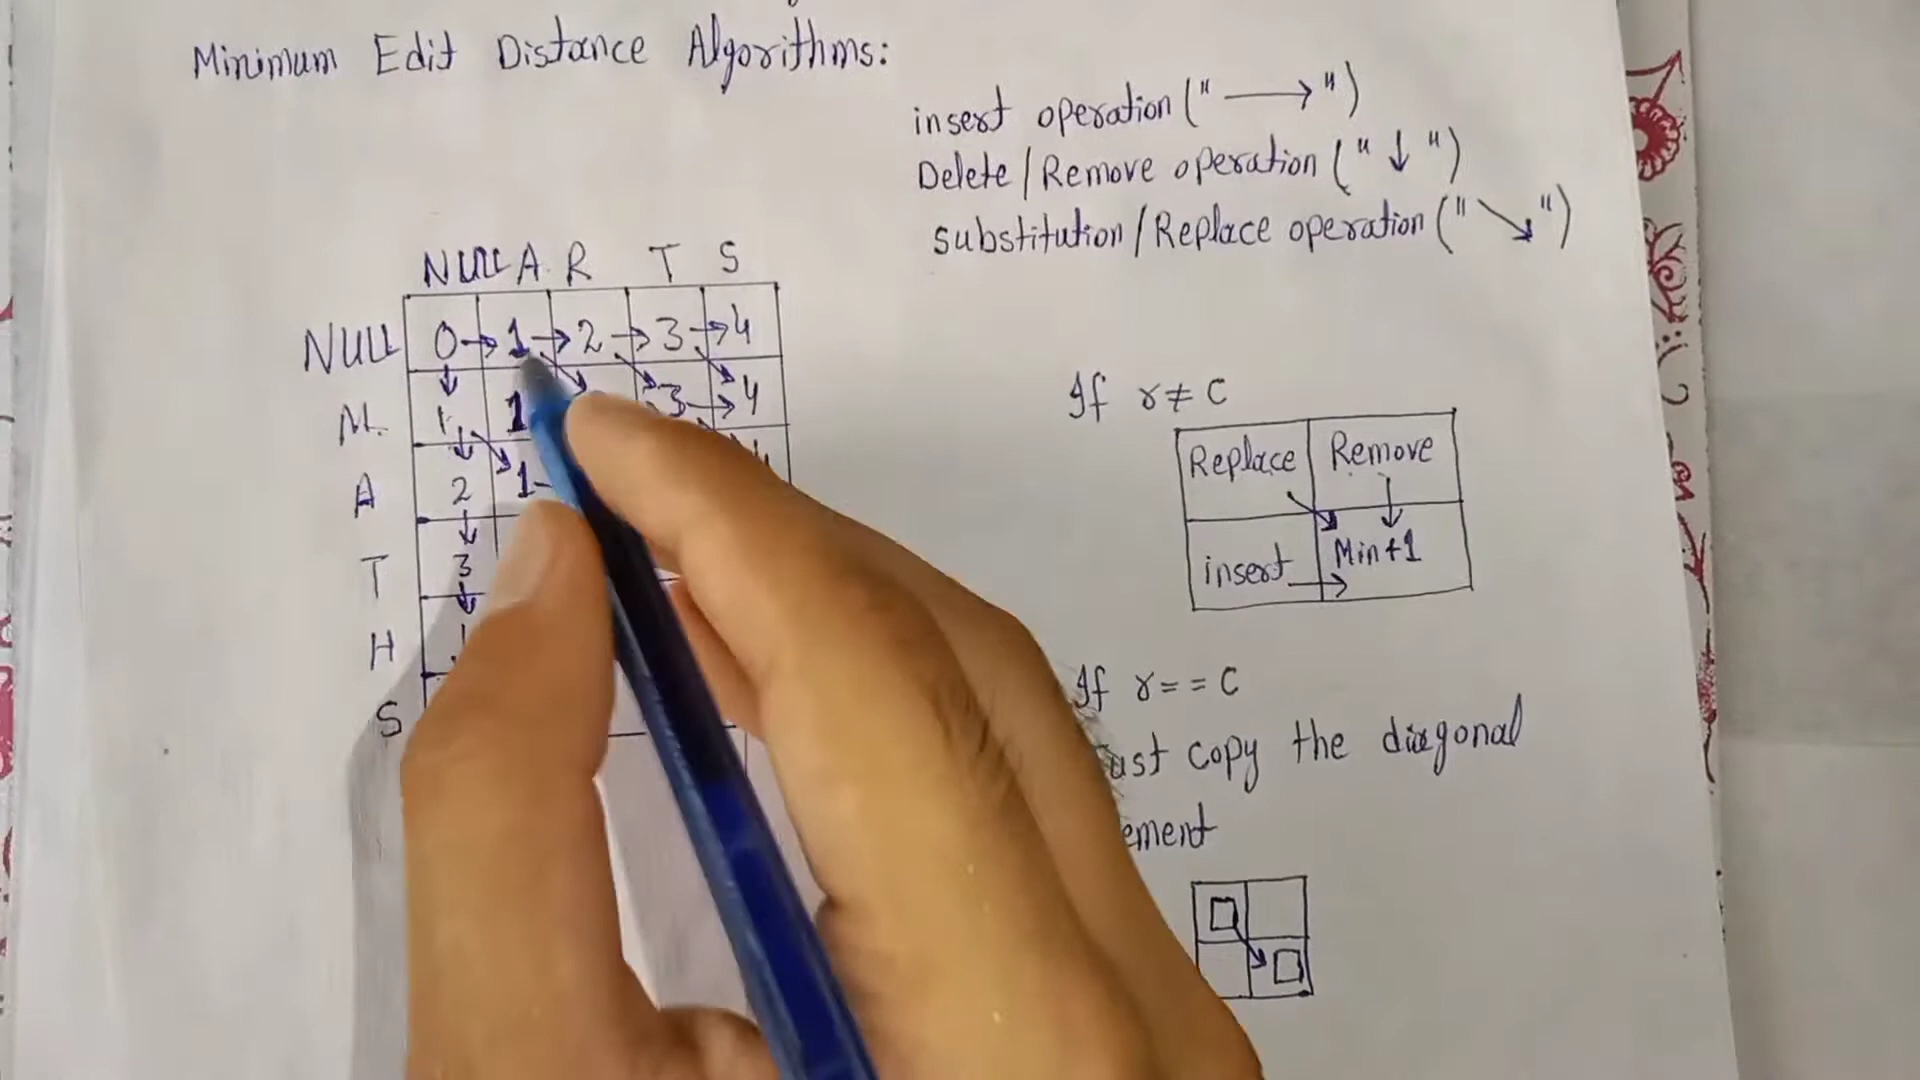 Minimum Edit Distance Algorithms:
insert operation ("→")
Delete/Remove operation ("↓")
substitution/Replace operation ("↘")
NULL A R T S
NULL 0→1→2→3→4
M 1 1 3→4
A 2 1
T 3
H
S
If r≠C
Replace Remove
insert Min+1
If r==C
ust copy the diagonal
ement